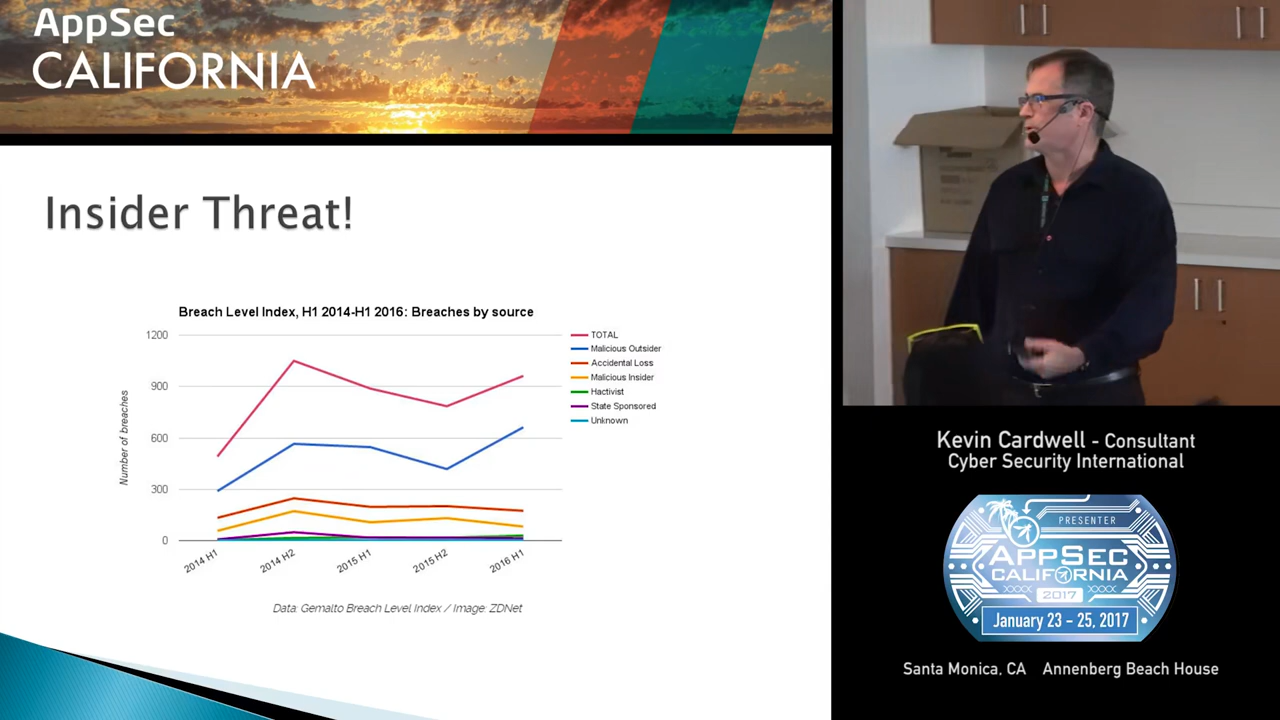 AppSec
CALIFORNIA
Insider Threat!
Breach Level Index, H1 2014-H1 2016: Breaches by source
Number of breaches
1200
900
600
300
0
2014 H1
2014 H2
2015 H1
2015 H2
2016 H1
TOTAL
Malicious Outsider
Accidental Loss
Malicious Insider
Hactivist
State Sponsored
Unknown
Data: Gemalto Breach Level Index / Image: ZDNet
Kevin Cardwell - Consultant
Cyber Security International
PRESENTER
APPSEC
CALIFORNIA
2017
January 23 - 25, 2017
Santa Monica, CA Annenberg Beach House